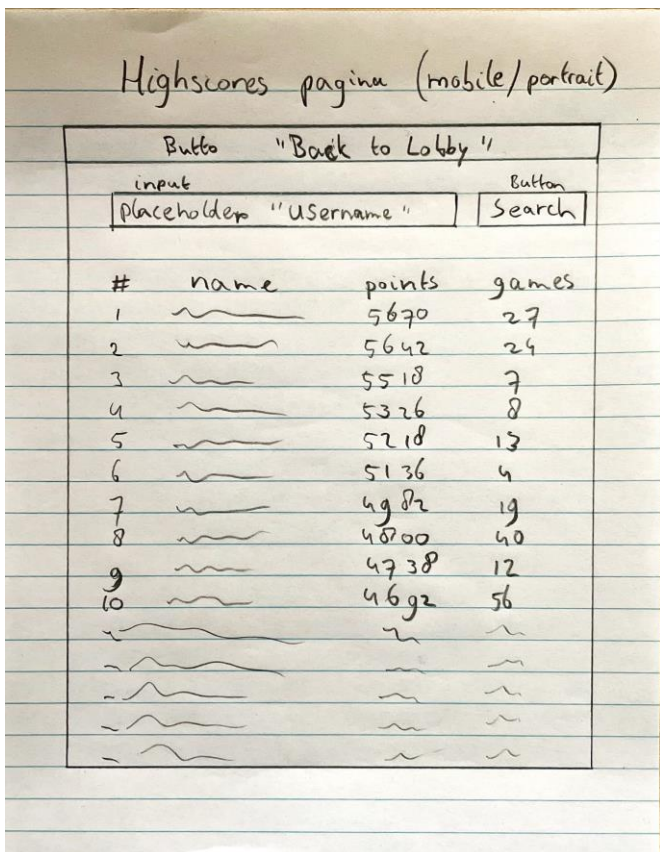 Highscores pagina (mobile/portrait)
Butto "Back to Lobby"
input Button
placeholder "Username" Search
# name points games
1 5670 27
2 5642 24
3 5518 7
4 5326 8
5 5218 13
6 5136 4
7 4982 19
8 4800 40
9 4738 12
10 4692 56